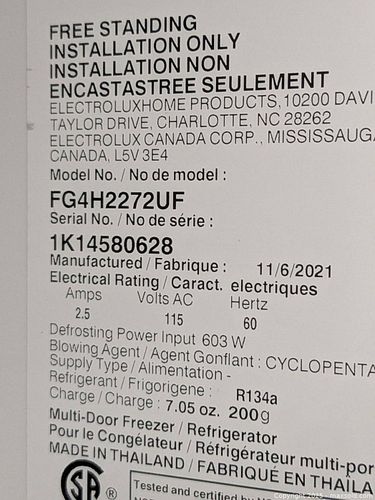 FREE STANDING
INSTALLATION ONLY
INSTALLATION NON
ENCASTASTREE SEULEMENT
ELECTROLUXHOME PRODUCTS, 10200 DAVI
TAYLOR DRIVE, CHARLOTTE, NC 28262
ELECTROLUX CANADA CORP., MISSISSAUGA
CANADA, L5V 3E4
Model No. / No de model :
FG4H2272UF
Serial No. / No de série :
1K14580628
Manufactured / Fabrique : 11/6/2021
Electrical Rating / Caract. electriques
Amps Volts AC Hertz
2.5 115 60
Defrosting Power Input 603 W
Blowing Agent / Agent Gonflant : CYCLOPENTA
Supply Type / Alimentation -
Refrigerant / Frigorigene : R134a
Charge / Charge : 7.05 oz. 200g
Multi-Door Freezer / Refrigerator
Pour le Congélateur / Réfrigérateur multi-por
MADE IN THAILAND / FABRIQUÉ EN THAÏLA
SA ®
Tested and certified by